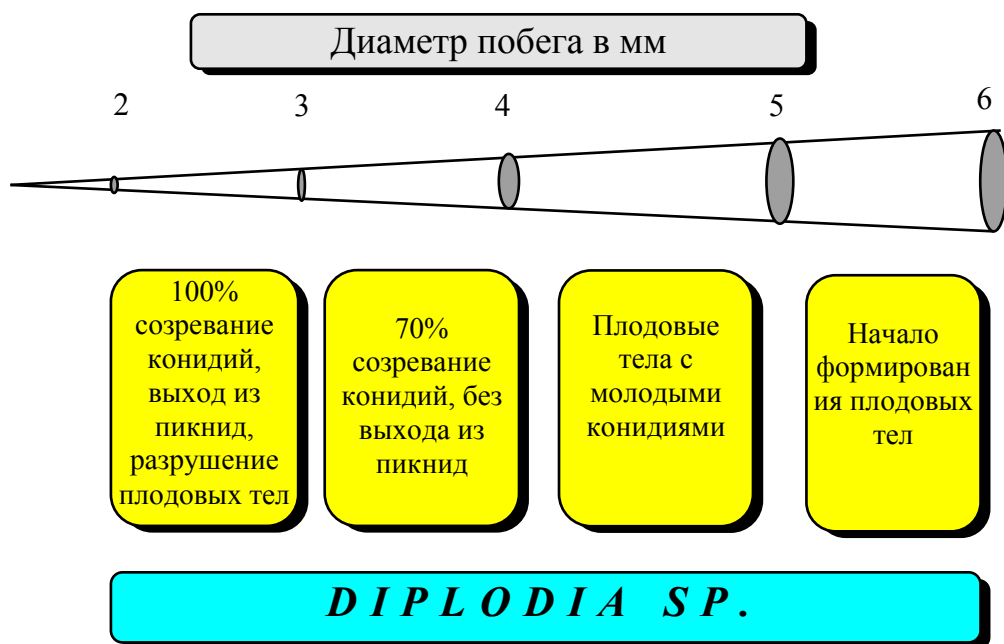 Диаметр побега в мм
2 3 4 5 6
100%
созревание
конидий,
выход из
пикнид,
разрушение
плодовых тел
70%
созревание
конидий, без
выхода из
пикнид
Плодовые
тела с
молодыми
конидиями
Начало
формирован
ия плодовых
тел
DIPLODIA SP.